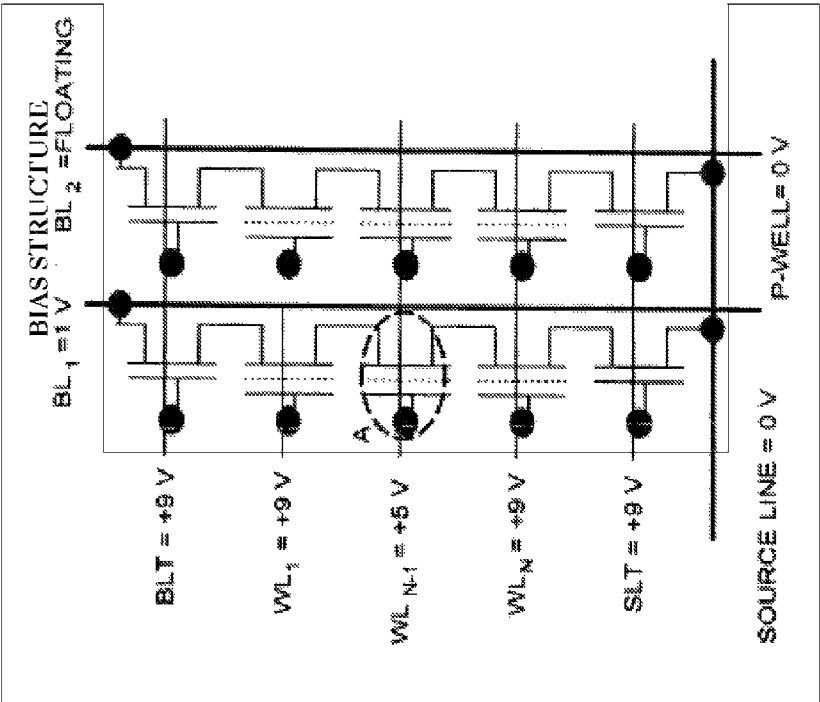 BIAS STRUCTURE
BL1 = 1 V
BL2 = FLOATING
A
BLT = +9 V
WL1 = +9 V
WL N-1 = +5 V
WLN = +9 V
SLT = +9 V
SOURCE LINE = 0 V
P-WELL = 0 V